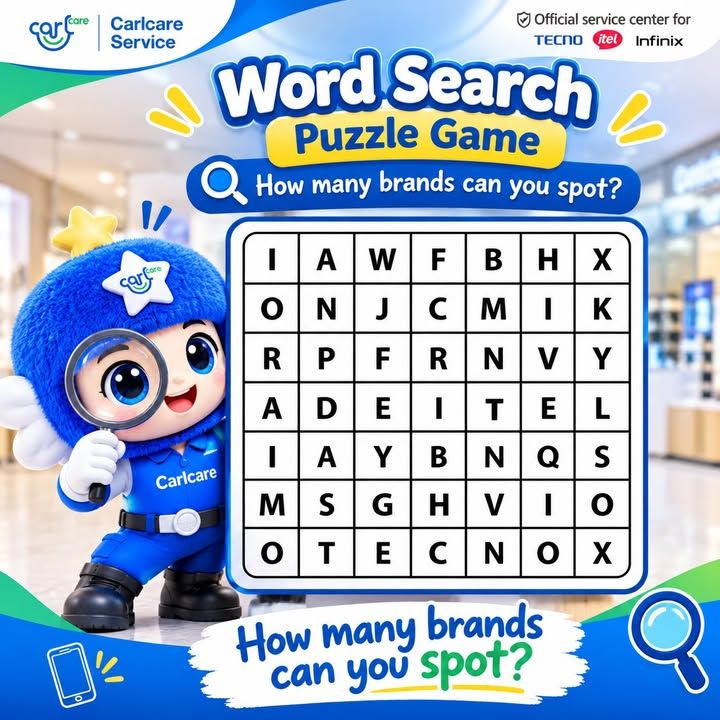 carlcare
Carlcare
Service
Official service center for
TECNO itel Infinix
Word Search
Puzzle Game
How many brands can you spot?
I A W F B H X
O N J C M I K
R P F R N V Y
A D E I T E L
I A Y B N Q S
M S G H V I O
O T E C N O X
carlcare
Carlcare
How many brands
can you spot?